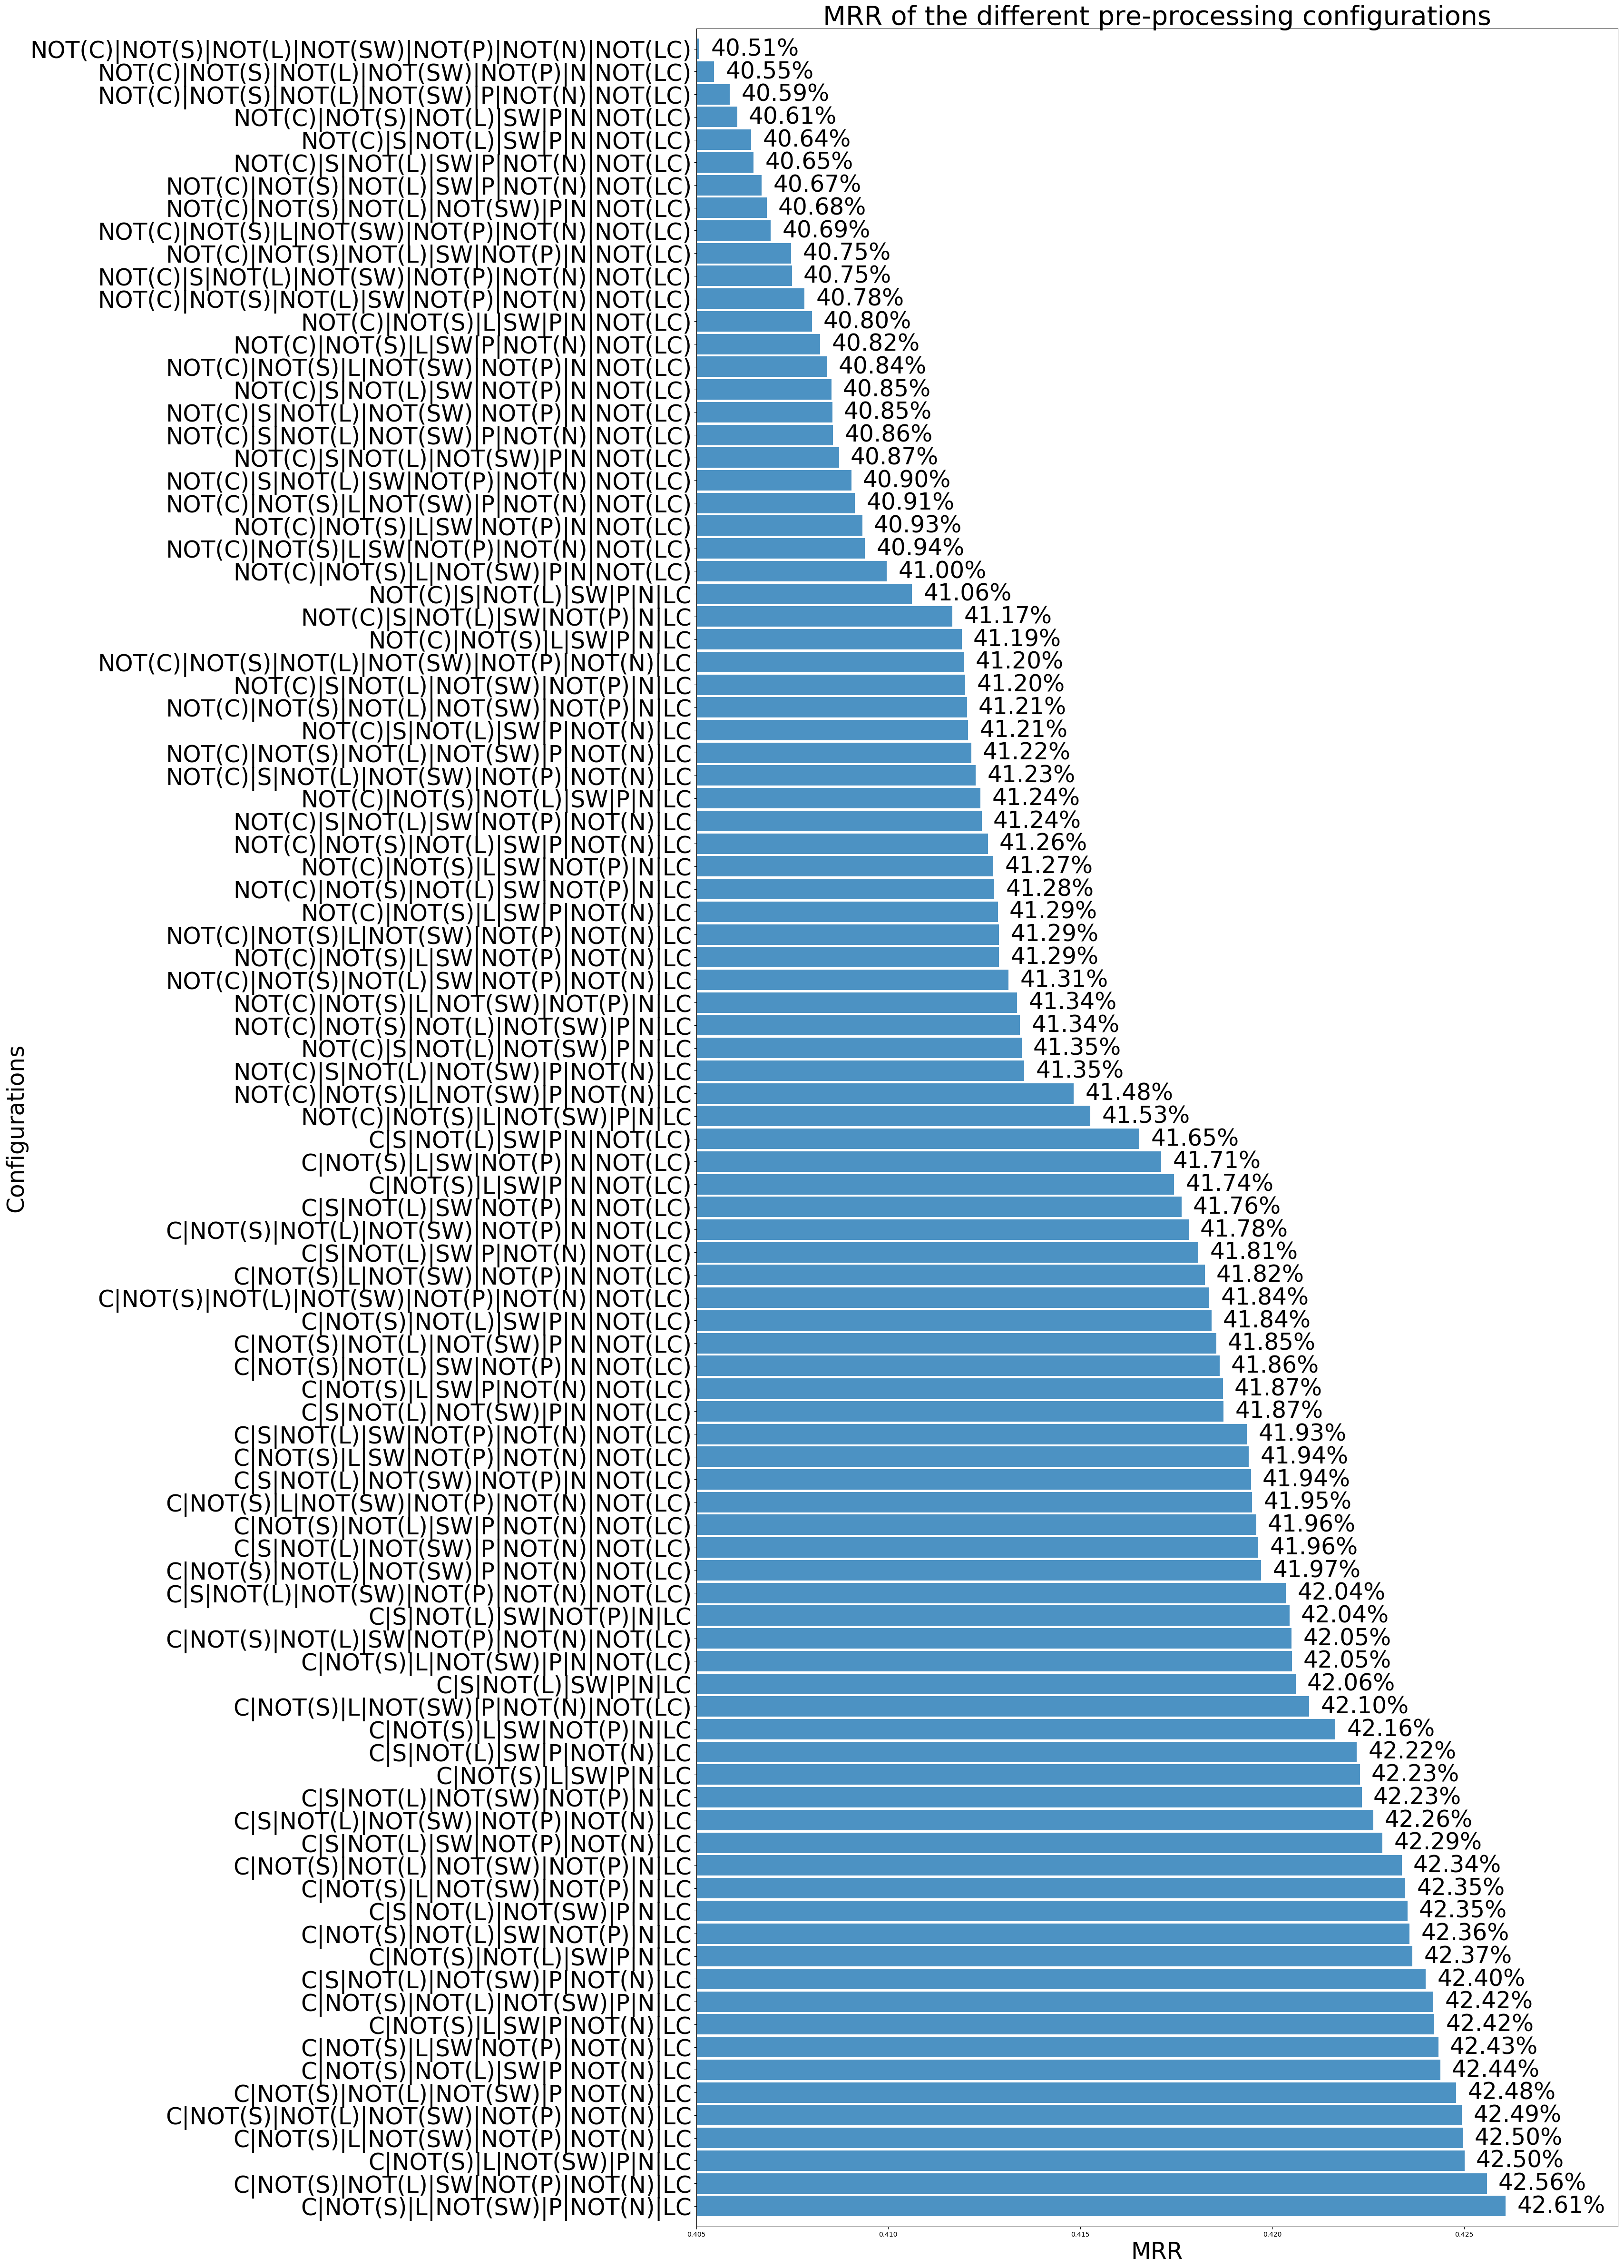 MRR of the different pre-processing configurations
NOT(C)|NOT(S)|NOT(L)|NOT(SW)|NOT(P)|NOT(N)|NOT(LC) 40.51%
NOT(C)|NOT(S)|NOT(L)|NOT(SW)|NOT(P)|N|NOT(LC) 40.55%
NOT(C)|NOT(S)|NOT(L)|NOT(SW)|P|NOT(N)|NOT(LC) 40.59%
NOT(C)|NOT(S)|NOT(L)|SW|P|N|NOT(LC) 40.61%
NOT(C)|S|NOT(L)|SW|P|N|NOT(LC) 40.64%
NOT(C)|S|NOT(L)|SW|P|NOT(N)|NOT(LC) 40.65%
NOT(C)|NOT(S)|NOT(L)|SW|P|NOT(N)|NOT(LC) 40.67%
NOT(C)|NOT(S)|NOT(L)|NOT(SW)|P|N|NOT(LC) 40.68%
NOT(C)|NOT(S)|L|NOT(SW)|NOT(P)|NOT(N)|NOT(LC) 40.69%
NOT(C)|NOT(S)|NOT(L)|SW|NOT(P)|N|NOT(LC) 40.75%
NOT(C)|S|NOT(L)|NOT(SW)|NOT(P)|NOT(N)|NOT(LC) 40.75%
NOT(C)|NOT(S)|NOT(L)|SW|NOT(P)|NOT(N)|NOT(LC) 40.78%
NOT(C)|NOT(S)|L|SW|P|N|NOT(LC) 40.80%
NOT(C)|NOT(S)|L|SW|P|NOT(N)|NOT(LC) 40.82%
NOT(C)|NOT(S)|L|NOT(SW)|NOT(P)|N|NOT(LC) 40.84%
NOT(C)|S|NOT(L)|SW|NOT(P)|N|NOT(LC) 40.85%
NOT(C)|S|NOT(L)|NOT(SW)|NOT(P)|N|NOT(LC) 40.85%
NOT(C)|S|NOT(L)|NOT(SW)|P|NOT(N)|NOT(LC) 40.86%
NOT(C)|S|NOT(L)|NOT(SW)|P|N|NOT(LC) 40.87%
NOT(C)|S|NOT(L)|SW|NOT(P)|NOT(N)|NOT(LC) 40.90%
NOT(C)|NOT(S)|L|NOT(SW)|P|NOT(N)|NOT(LC) 40.91%
NOT(C)|NOT(S)|L|SW|NOT(P)|N|NOT(LC) 40.93%
NOT(C)|NOT(S)|L|SW|NOT(P)|NOT(N)|NOT(LC) 40.94%
NOT(C)|NOT(S)|L|NOT(SW)|P|N|NOT(LC) 41.00%
NOT(C)|S|NOT(L)|SW|P|N|LC 41.06%
NOT(C)|S|NOT(L)|SW|NOT(P)|N|LC 41.17%
NOT(C)|NOT(S)|L|SW|P|N|LC 41.19%
NOT(C)|NOT(S)|NOT(L)|NOT(SW)|NOT(P)|NOT(N)|LC 41.20%
NOT(C)|S|NOT(L)|NOT(SW)|NOT(P)|N|LC 41.20%
NOT(C)|NOT(S)|NOT(L)|NOT(SW)|NOT(P)|N|LC 41.21%
NOT(C)|S|NOT(L)|SW|P|NOT(N)|LC 41.21%
NOT(C)|NOT(S)|NOT(L)|NOT(SW)|P|NOT(N)|LC 41.22%
NOT(C)|S|NOT(L)|NOT(SW)|NOT(P)|NOT(N)|LC 41.23%
NOT(C)|NOT(S)|NOT(L)|SW|P|N|LC 41.24%
NOT(C)|S|NOT(L)|SW|NOT(P)|NOT(N)|LC 41.24%
NOT(C)|NOT(S)|NOT(L)|SW|P|NOT(N)|LC 41.26%
NOT(C)|NOT(S)|L|SW|NOT(P)|N|LC 41.27%
NOT(C)|NOT(S)|NOT(L)|SW|NOT(P)|N|LC 41.28%
NOT(C)|NOT(S)|L|SW|P|NOT(N)|LC 41.29%
NOT(C)|NOT(S)|L|NOT(SW)|NOT(P)|NOT(N)|LC 41.29%
NOT(C)|NOT(S)|L|SW|NOT(P)|NOT(N)|LC 41.29%
NOT(C)|NOT(S)|NOT(L)|SW|NOT(P)|NOT(N)|LC 41.31%
NOT(C)|NOT(S)|L|NOT(SW)|NOT(P)|N|LC 41.34%
NOT(C)|NOT(S)|NOT(L)|NOT(SW)|P|N|LC 41.34%
NOT(C)|S|NOT(L)|NOT(SW)|P|N|LC 41.35%
NOT(C)|S|NOT(L)|NOT(SW)|P|NOT(N)|LC 41.35%
NOT(C)|NOT(S)|L|NOT(SW)|P|NOT(N)|LC 41.48%
NOT(C)|NOT(S)|L|NOT(SW)|P|N|LC 41.53%
C|S|NOT(L)|SW|P|N|NOT(LC) 41.65%
C|NOT(S)|L|SW|NOT(P)|N|NOT(LC) 41.71%
C|NOT(S)|L|SW|P|N|NOT(LC) 41.74%
C|S|NOT(L)|SW|NOT(P)|N|NOT(LC) 41.76%
C|NOT(S)|NOT(L)|NOT(SW)|NOT(P)|N|NOT(LC) 41.78%
C|S|NOT(L)|SW|P|NOT(N)|NOT(LC) 41.81%
C|NOT(S)|L|NOT(SW)|NOT(P)|N|NOT(LC) 41.82%
C|NOT(S)|NOT(L)|NOT(SW)|NOT(P)|NOT(N)|NOT(LC) 41.84%
C|NOT(S)|NOT(L)|SW|P|N|NOT(LC) 41.84%
C|NOT(S)|NOT(L)|NOT(SW)|P|N|NOT(LC) 41.85%
C|NOT(S)|NOT(L)|SW|NOT(P)|N|NOT(LC) 41.86%
C|NOT(S)|L|SW|P|NOT(N)|NOT(LC) 41.87%
C|S|NOT(L)|NOT(SW)|P|N|NOT(LC) 41.87%
C|S|NOT(L)|SW|NOT(P)|NOT(N)|NOT(LC) 41.93%
C|NOT(S)|L|SW|NOT(P)|NOT(N)|NOT(LC) 41.94%
C|S|NOT(L)|NOT(SW)|NOT(P)|N|NOT(LC) 41.94%
C|NOT(S)|L|NOT(SW)|NOT(P)|NOT(N)|NOT(LC) 41.95%
C|NOT(S)|NOT(L)|SW|P|NOT(N)|NOT(LC) 41.96%
C|S|NOT(L)|NOT(SW)|P|NOT(N)|NOT(LC) 41.96%
C|NOT(S)|NOT(L)|NOT(SW)|P|NOT(N)|NOT(LC) 41.97%
C|S|NOT(L)|NOT(SW)|NOT(P)|NOT(N)|NOT(LC) 42.04%
C|S|NOT(L)|SW|NOT(P)|N|LC 42.04%
C|NOT(S)|NOT(L)|SW|NOT(P)|NOT(N)|NOT(LC) 42.05%
C|NOT(S)|L|NOT(SW)|P|N|NOT(LC) 42.05%
C|S|NOT(L)|SW|P|N|LC 42.06%
C|NOT(S)|L|NOT(SW)|P|NOT(N)|NOT(LC) 42.10%
C|NOT(S)|L|SW|NOT(P)|N|LC 42.16%
C|S|NOT(L)|SW|P|NOT(N)|LC 42.22%
C|NOT(S)|L|SW|P|N|LC 42.23%
C|S|NOT(L)|NOT(SW)|NOT(P)|N|LC 42.23%
C|S|NOT(L)|NOT(SW)|NOT(P)|NOT(N)|LC 42.26%
C|S|NOT(L)|SW|NOT(P)|NOT(N)|LC 42.29%
C|NOT(S)|NOT(L)|NOT(SW)|NOT(P)|N|LC 42.34%
C|NOT(S)|L|NOT(SW)|NOT(P)|N|LC 42.35%
C|S|NOT(L)|NOT(SW)|P|N|LC 42.35%
C|NOT(S)|NOT(L)|SW|NOT(P)|N|LC 42.36%
C|NOT(S)|NOT(L)|SW|P|N|LC 42.37%
C|S|NOT(L)|NOT(SW)|P|NOT(N)|LC 42.40%
C|NOT(S)|NOT(L)|NOT(SW)|P|N|LC 42.42%
C|NOT(S)|L|SW|P|NOT(N)|LC 42.42%
C|NOT(S)|L|SW|NOT(P)|NOT(N)|LC 42.43%
C|NOT(S)|NOT(L)|SW|P|NOT(N)|LC 42.44%
C|NOT(S)|NOT(L)|NOT(SW)|P|NOT(N)|LC 42.48%
C|NOT(S)|NOT(L)|NOT(SW)|NOT(P)|NOT(N)|LC 42.49%
C|NOT(S)|L|NOT(SW)|NOT(P)|NOT(N)|LC 42.50%
C|NOT(S)|L|NOT(SW)|P|N|LC 42.50%
C|NOT(S)|NOT(L)|SW|NOT(P)|NOT(N)|LC 42.56%
C|NOT(S)|L|NOT(SW)|P|NOT(N)|LC 42.61%
Configurations
0.405 0.410 0.415 0.420 0.425
MRR